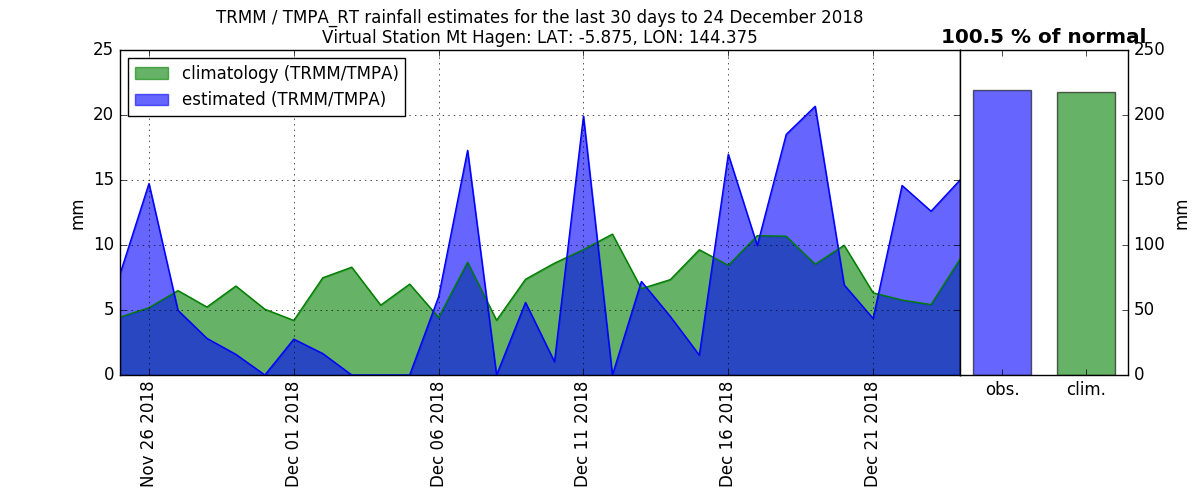 TRMM / TMPA_RT rainfall estimates for the last 30 days to 24 December 2018
Virtual Station Mt Hagen: LAT: -5.875, LON: 144.375
100.5 % of normal
climatology (TRMM/TMPA)
estimated (TRMM/TMPA)
25
20
15
10
5
0
mm
Nov 26 2018
Dec 01 2018
Dec 06 2018
Dec 11 2018
Dec 16 2018
Dec 21 2018
obs.
clim.
250
200
150
100
50
0
mm